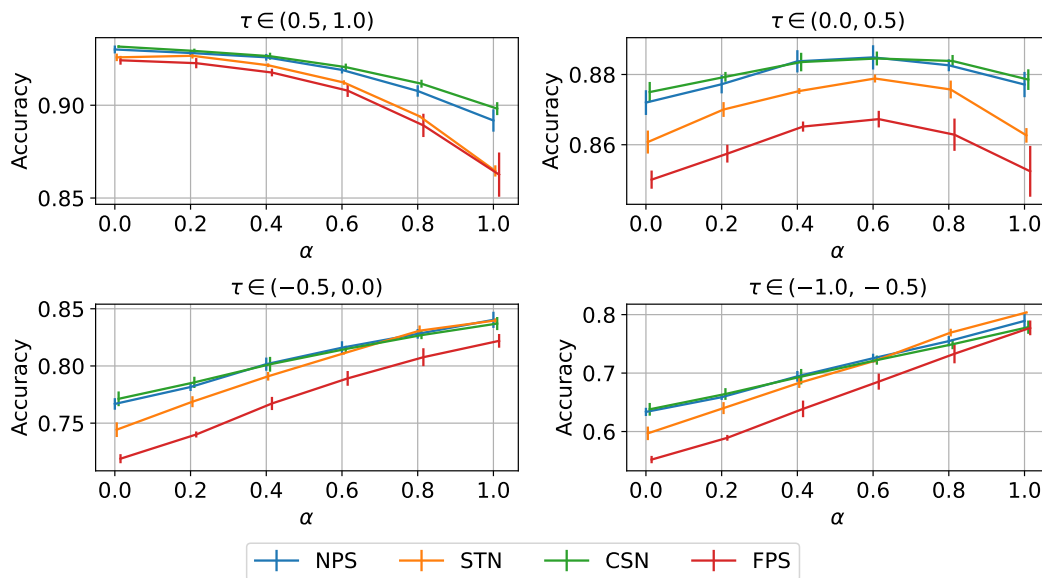 τ ∈ (0.5, 1.0)
Accuracy
0.90
0.85
0.0 0.2 0.4 0.6 0.8 1.0
α
τ ∈ (0.0, 0.5)
Accuracy
0.88
0.86
0.0 0.2 0.4 0.6 0.8 1.0
α
τ ∈ (−0.5, 0.0)
Accuracy
0.85
0.80
0.75
0.0 0.2 0.4 0.6 0.8 1.0
α
τ ∈ (−1.0, −0.5)
Accuracy
0.8
0.7
0.6
0.0 0.2 0.4 0.6 0.8 1.0
α
NPS STN CSN FPS